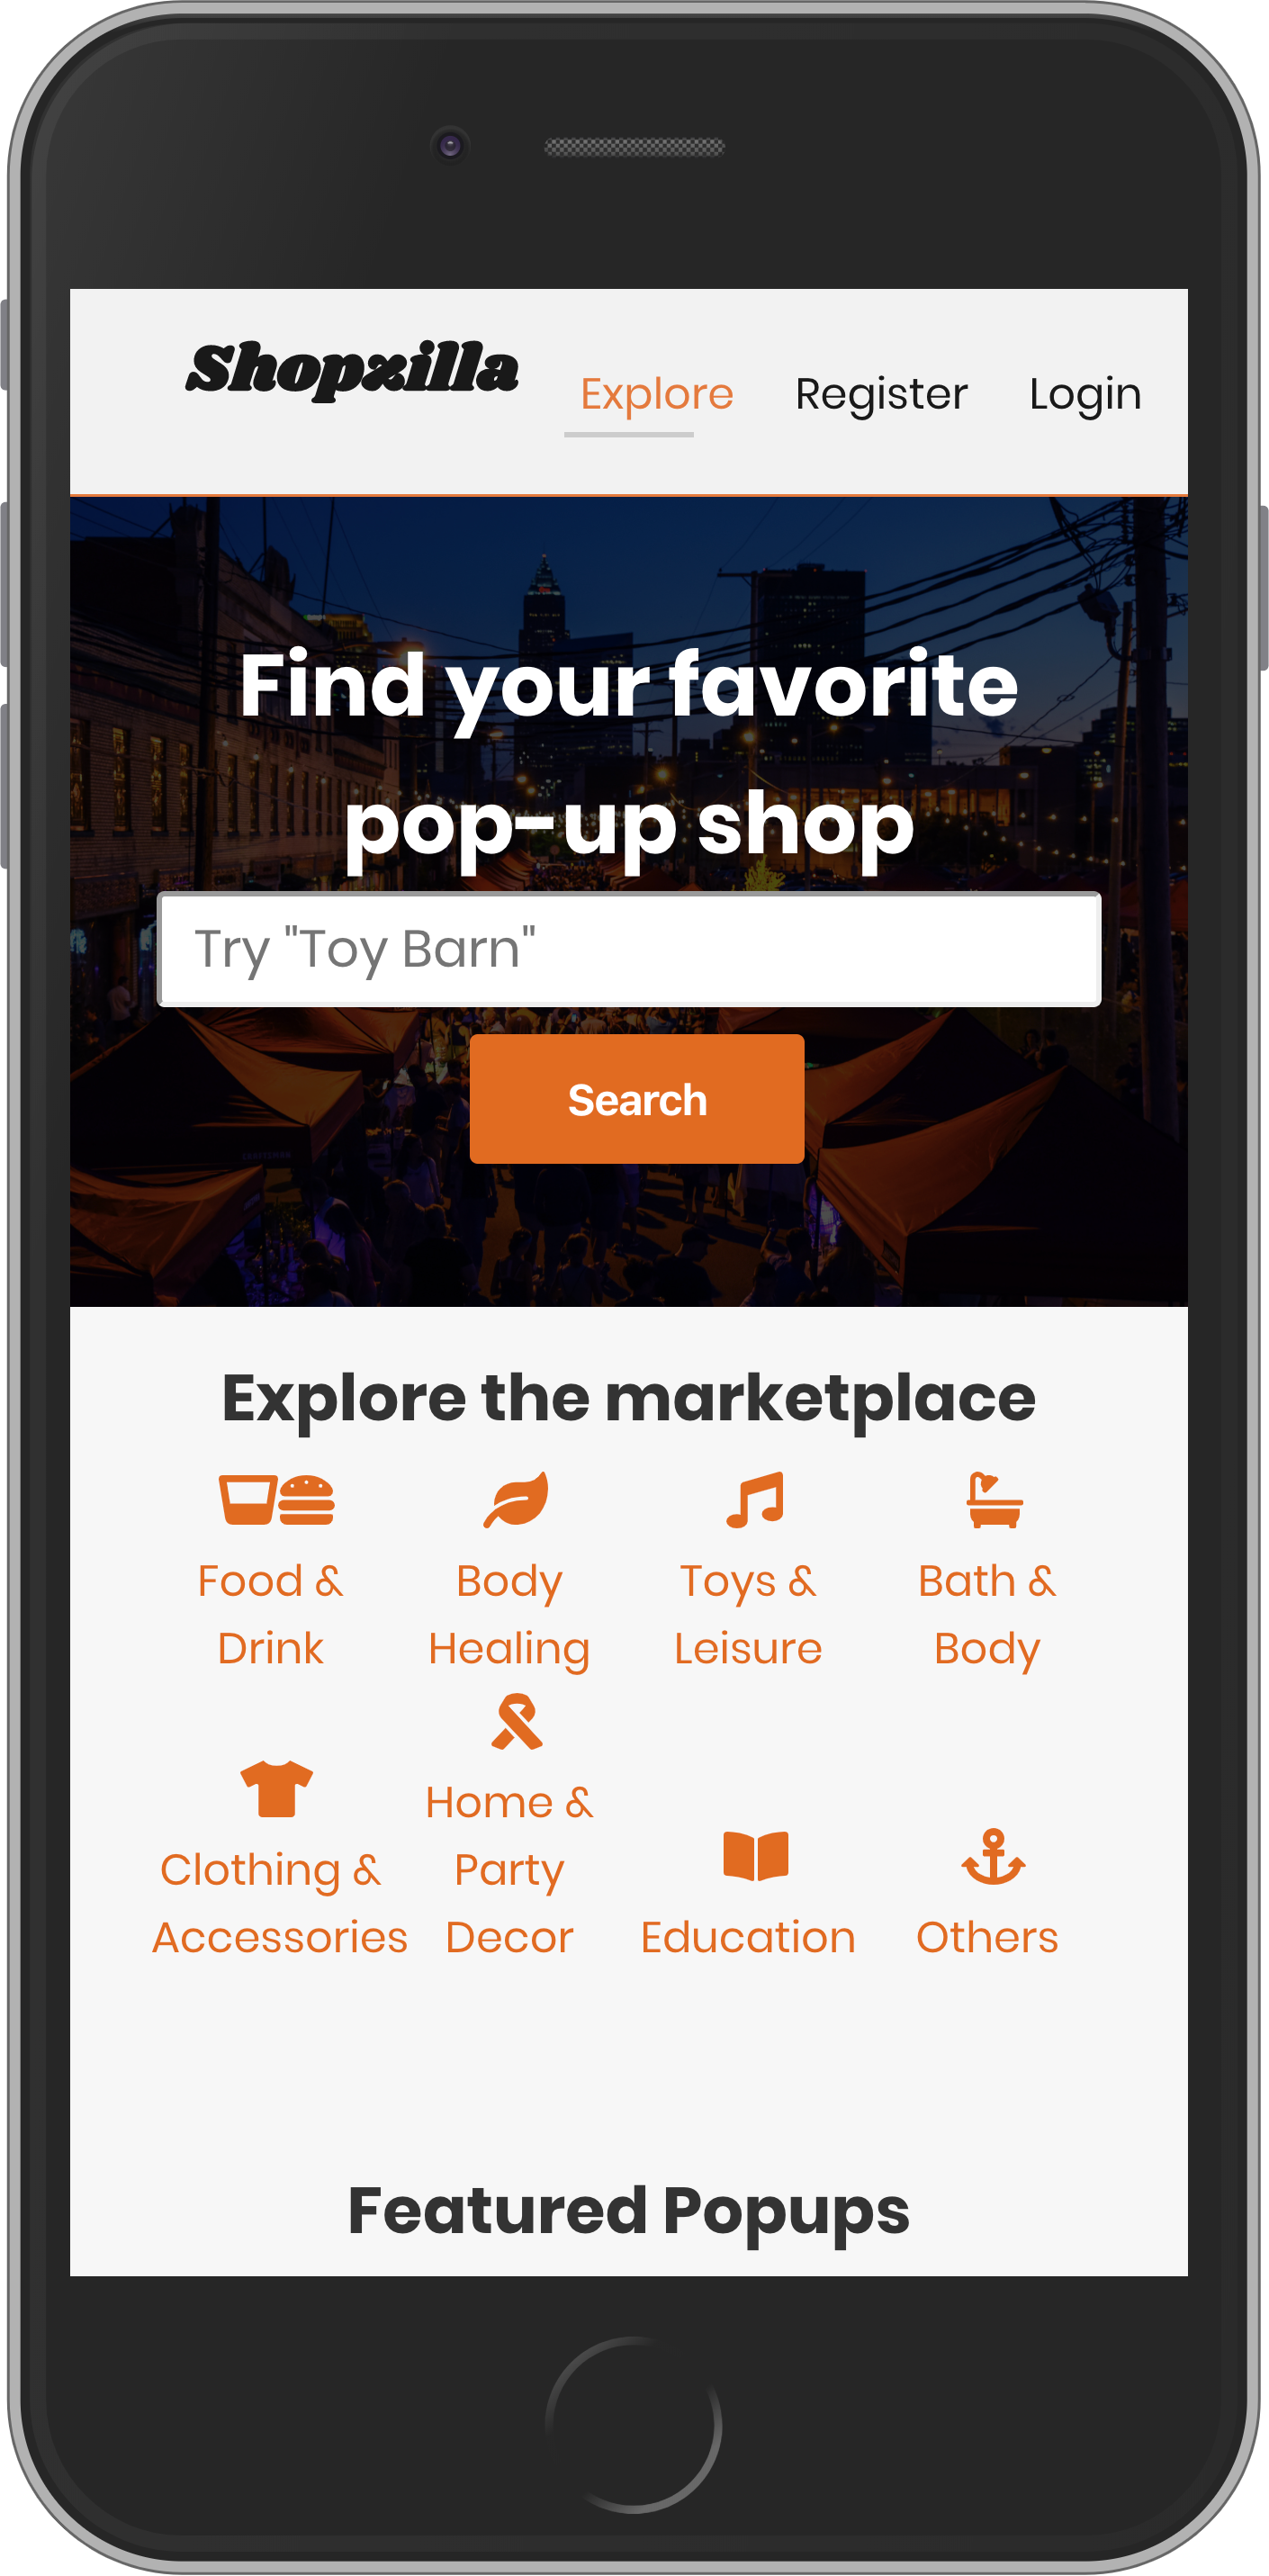 Shopzilla
Explore Register Login
Find your favorite
pop-up shop
Try "Toy Barn"
Search
Explore the marketplace
Food &
Drink
Body
Healing
Toys &
Leisure
Bath &
Body
Clothing &
Accessories
Home &
Party
Decor
Education
Others
Featured Popups